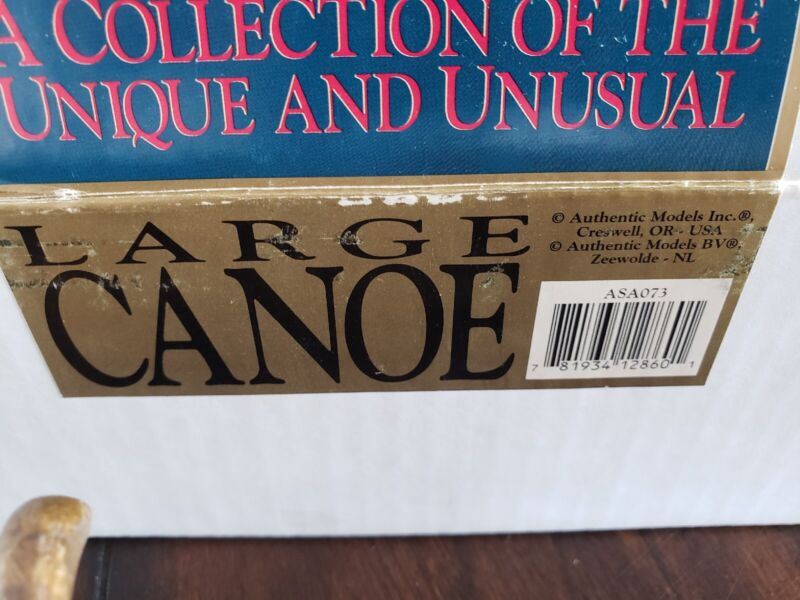 A COLLECTION OF THE
UNIQUE AND UNUSUAL
LARGE
CANOE
© Authentic Models Inc.®,
Creswell, OR - USA
© Authentic Models BV®,
Zeewolde - NL
ASA073
7 81934 12860 1